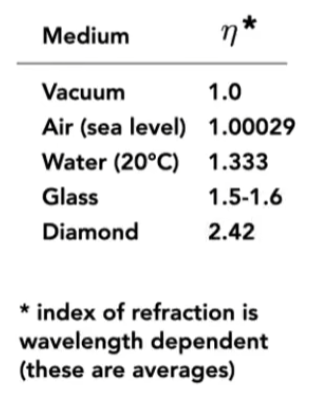 Medium η*
Vacuum 1.0
Air (sea level) 1.00029
Water (20°C) 1.333
Glass 1.5-1.6
Diamond 2.42
* index of refraction is
wavelength dependent
(these are averages)